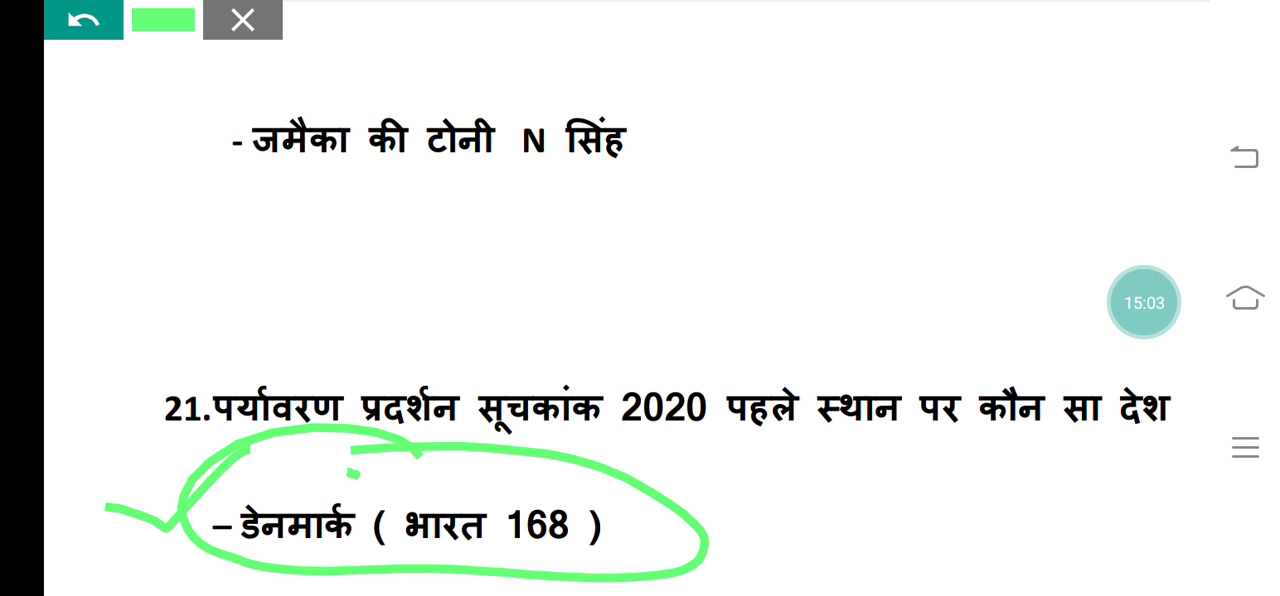 - जमैका की टोनी N सिंह
15:03
21.पर्यावरण प्रदर्शन सूचकांक 2020 पहले स्थान पर कौन सा देश
– डेनमार्क ( भारत 168 )